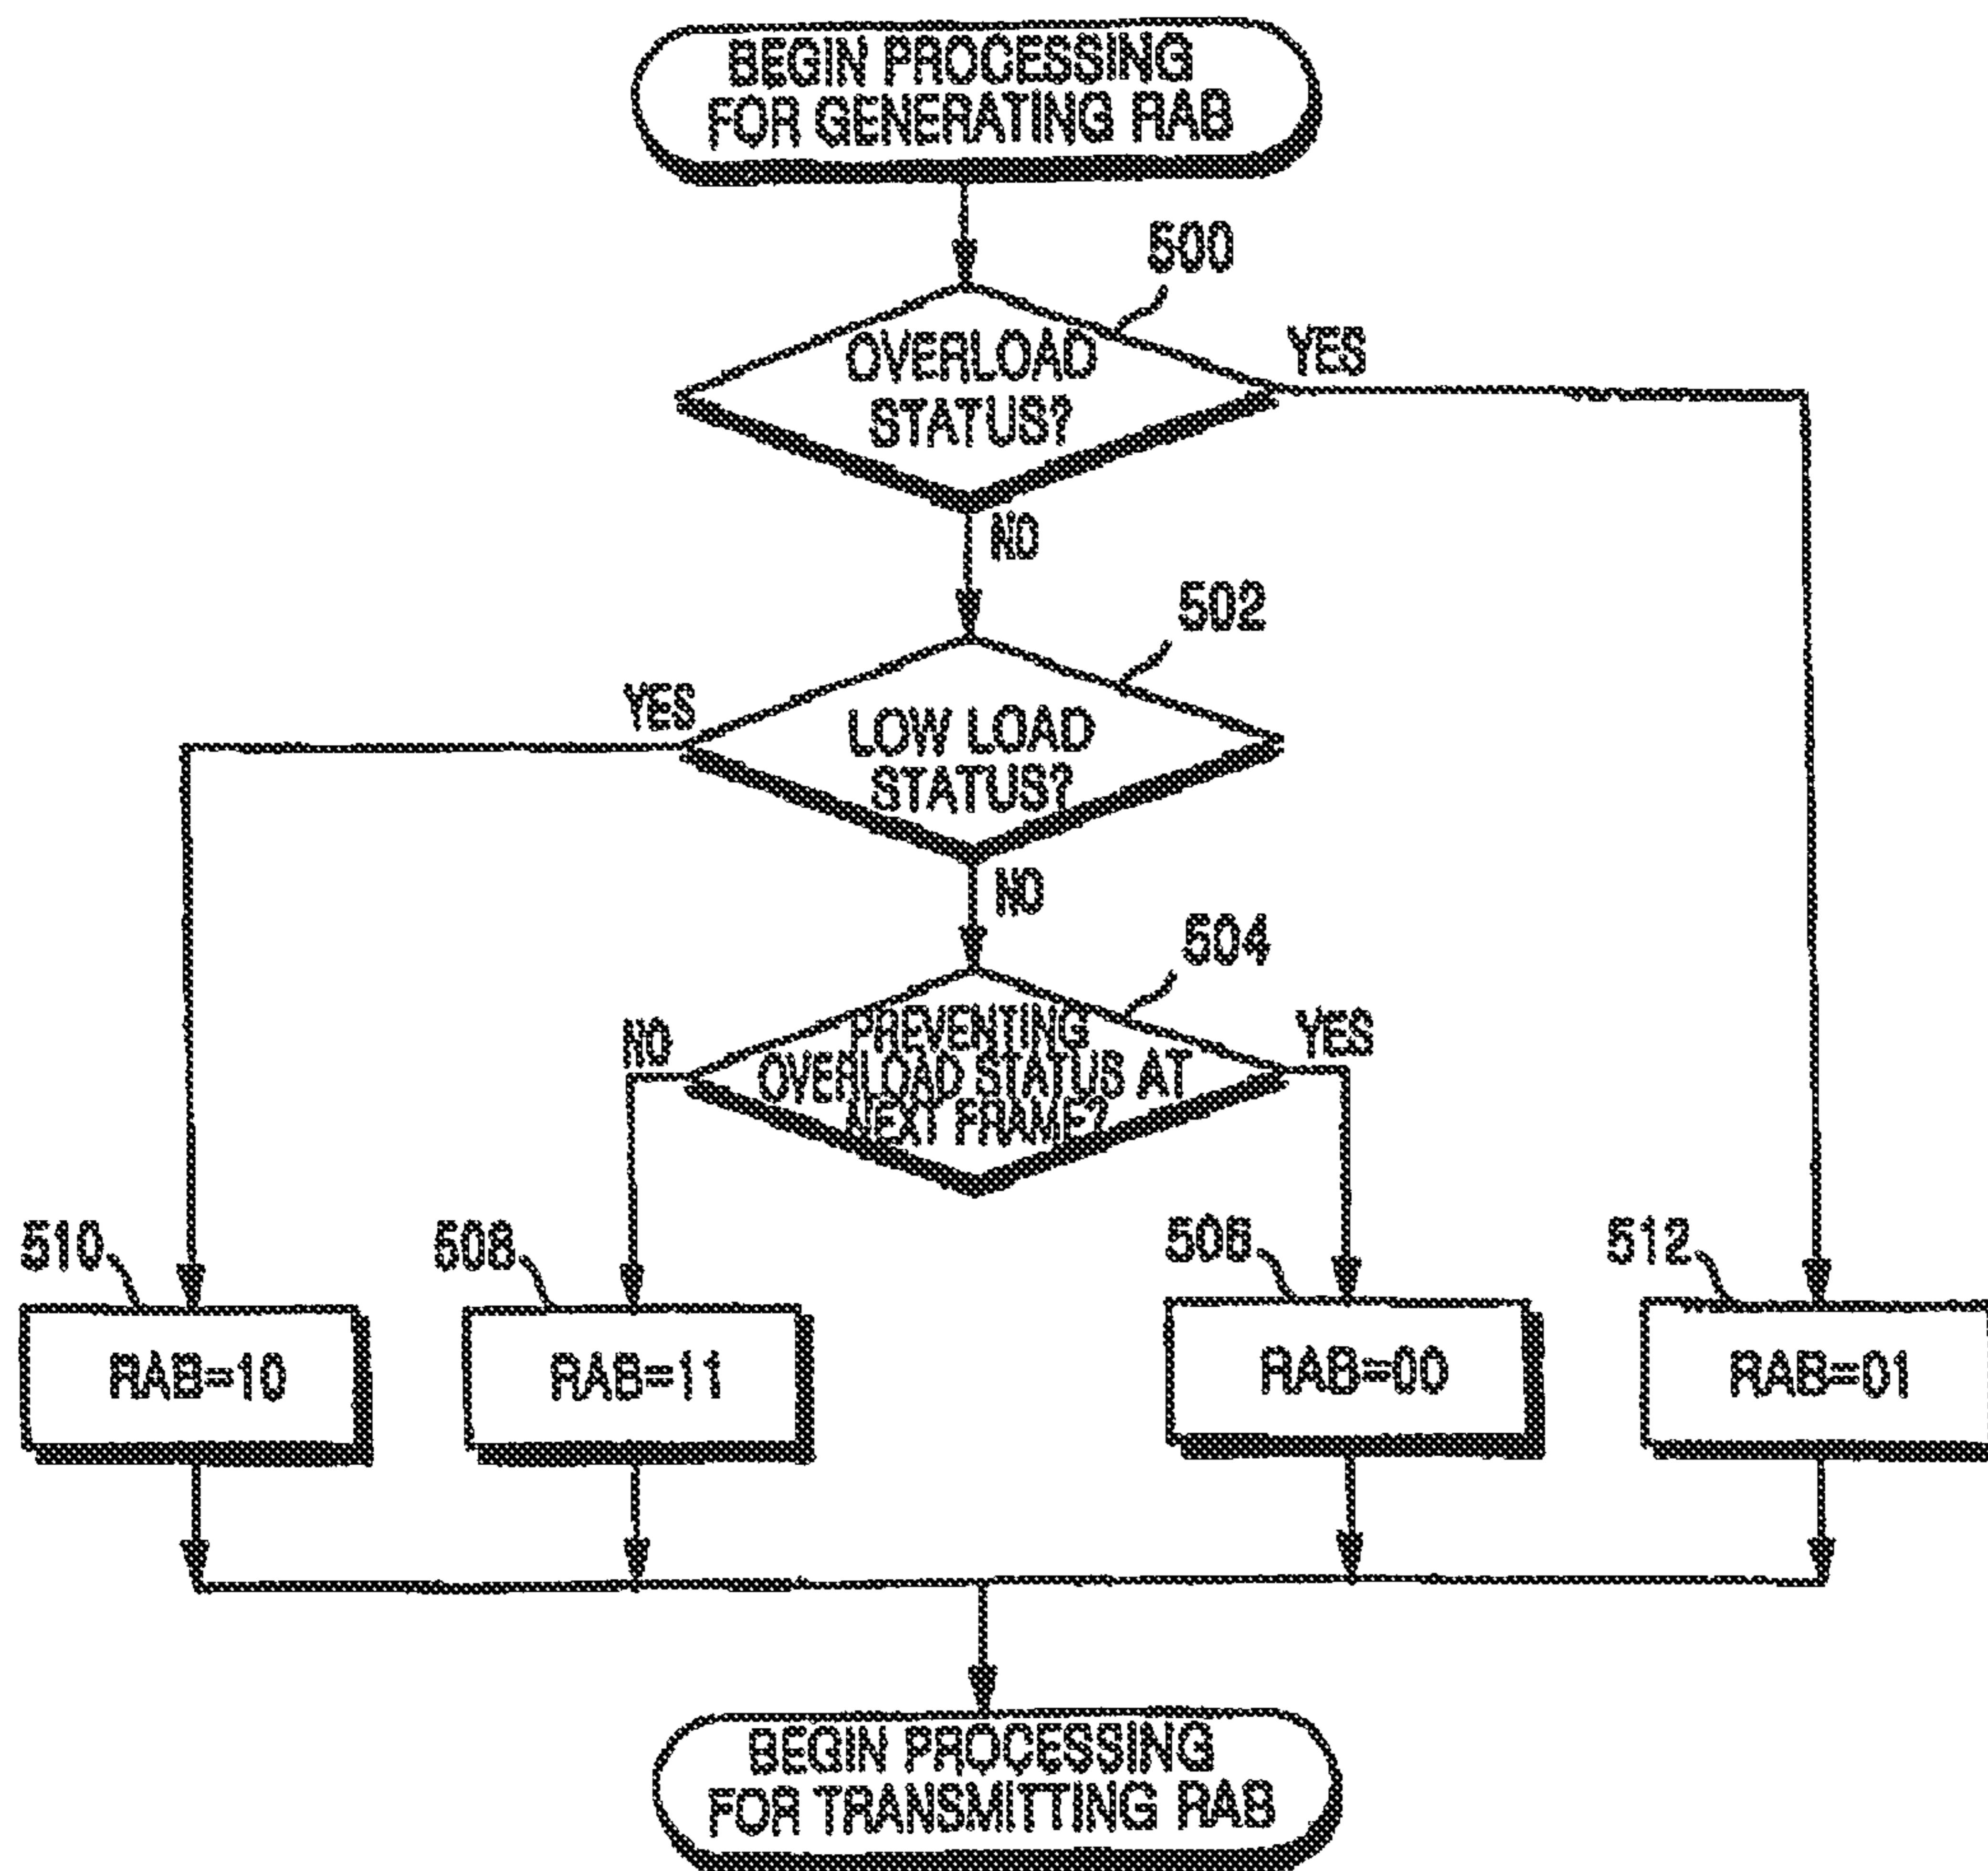 BEGIN PROCESSING
FOR GENERATING RAB
500
OVERLOAD
STATUS?
YES
NO
502
YES
LOW LOAD
STATUS?
NO
504
NO
PREVENTING
OVERLOAD STATUS AT
NEXT FRAME?
YES
510
508
506
512
RAB=10
RAB=11
RAB=00
RAB=01
BEGIN PROCESSING
FOR TRANSMITTING RAB